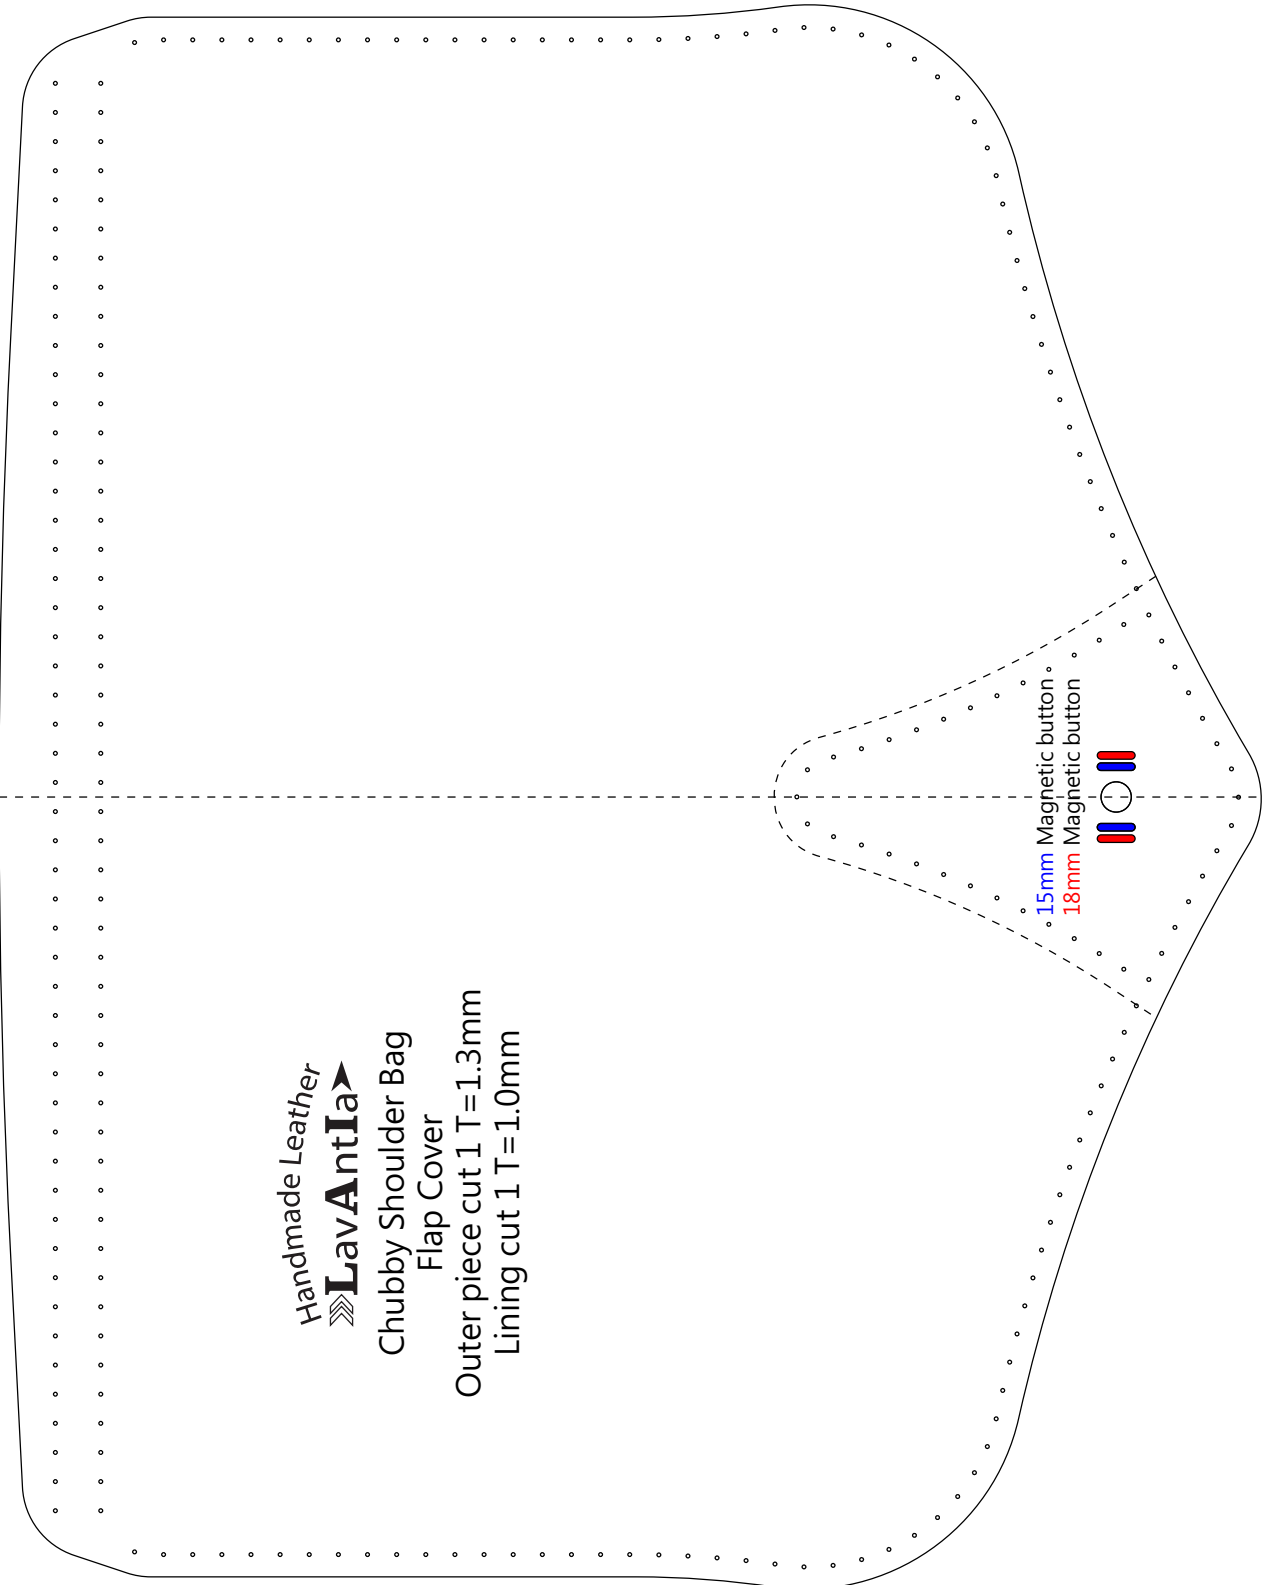 Handmade Leather
LavAntIa
Chubby Shoulder Bag
Flap Cover
Outer piece cut 1 T=1.3mm
Lining cut 1 T=1.0mm
15mm Magnetic button
18mm Magnetic button